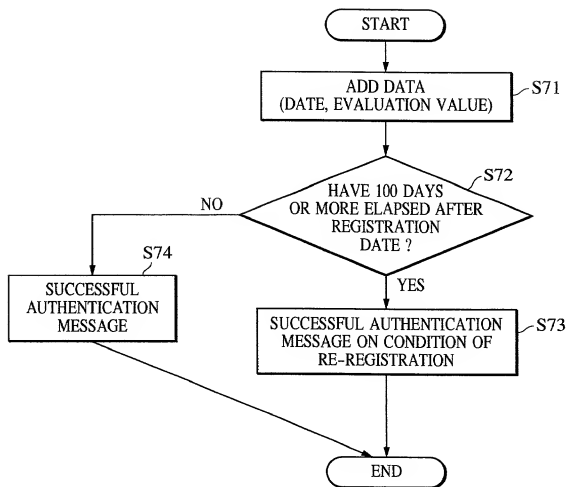 START
ADD DATA
(DATE, EVALUATION VALUE)
S71
HAVE 100 DAYS
OR MORE ELAPSED AFTER
REGISTRATION
DATE ?
S72
NO
YES
SUCCESSFUL
AUTHENTICATION
MESSAGE
S74
SUCCESSFUL AUTHENTICATION
MESSAGE ON CONDITION OF
RE-REGISTRATION
S73
END